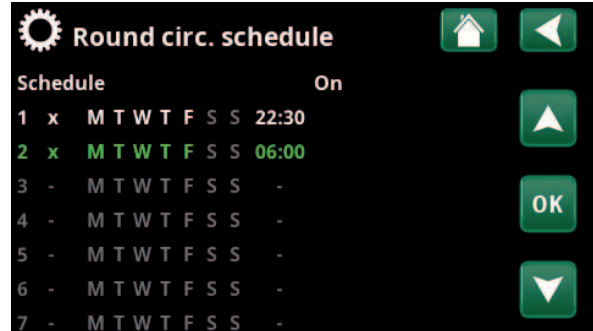 Round circ. schedule
Schedule On
1 x M T W T F S S 22:30
2 x M T W T F S S 06:00
3 - M T W T F S S -
4 - M T W T F S S -
OK
5 - M T W T F S S -
6 - M T W T F S S -
7 - M T W T F S S -